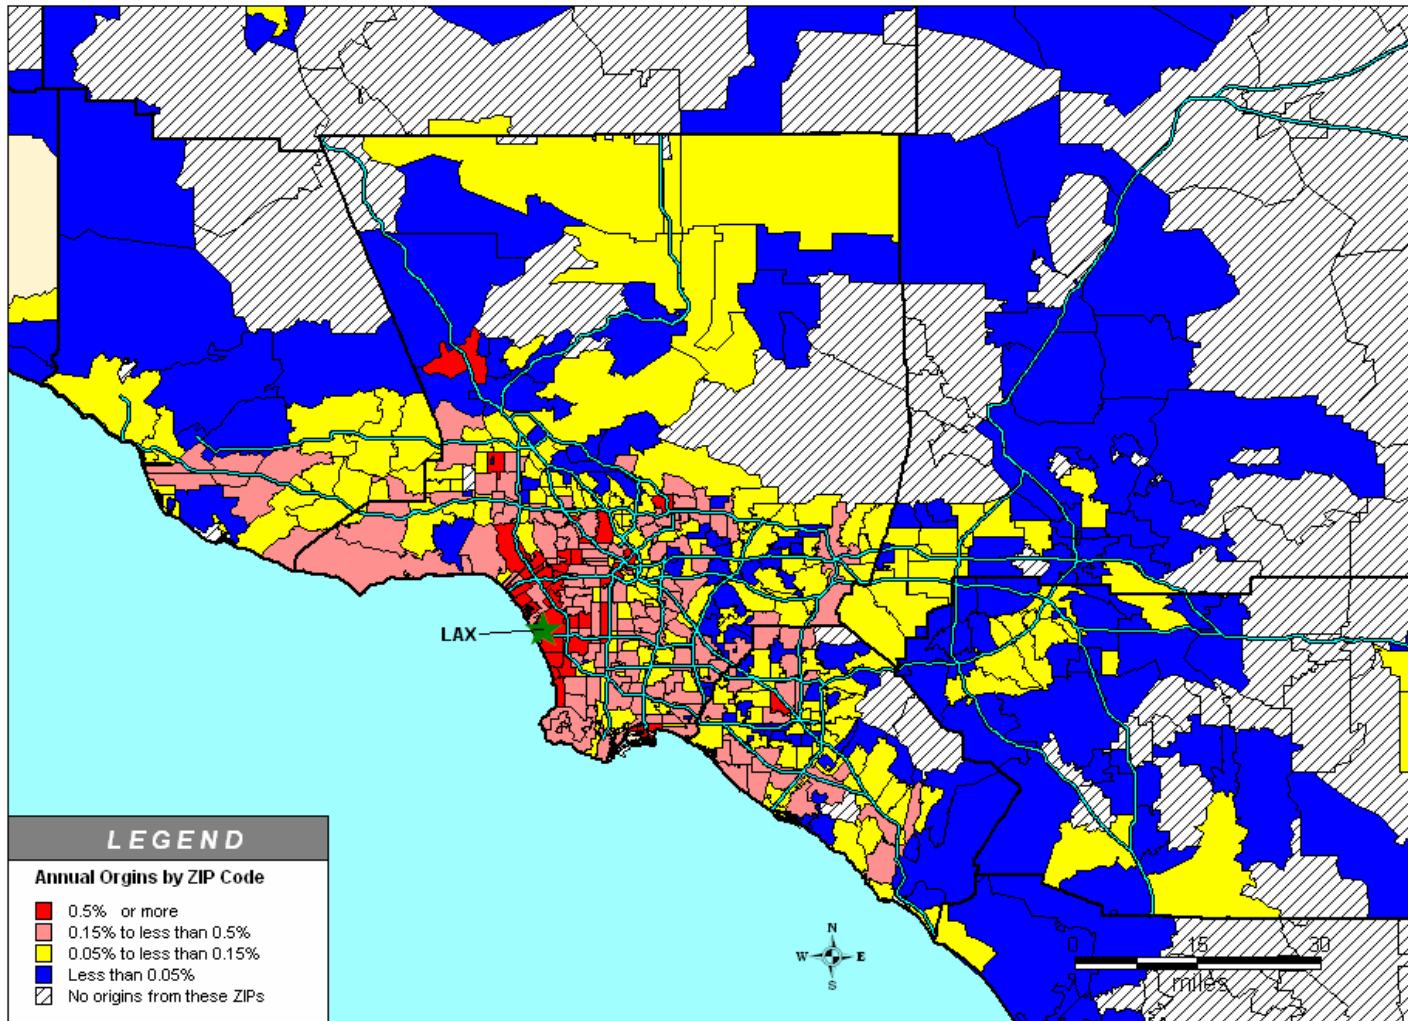 LAX
LEGEND
Annual Orgins by ZIP Code
0.5% or more
0.15% to less than 0.5%
0.05% to less than 0.15%
Less than 0.05%
No origins from these ZIPs
N
W E
S
0 15 30
miles